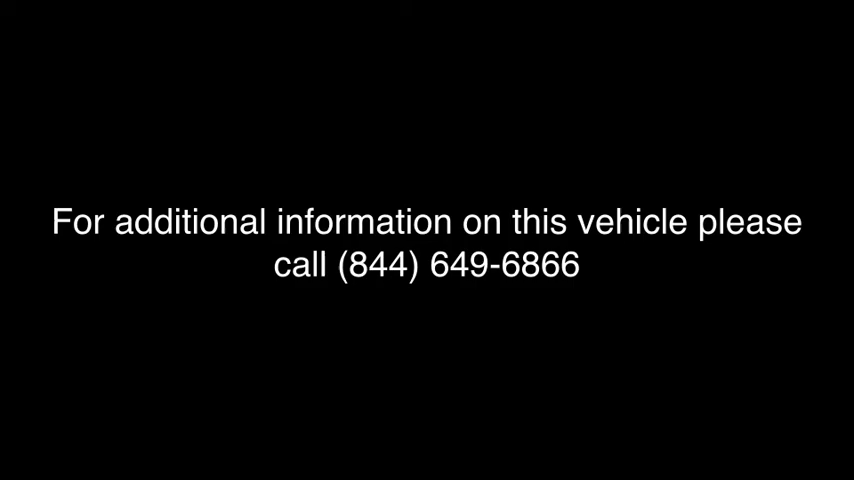 For additional information on this vehicle please
call (844) 649-6866